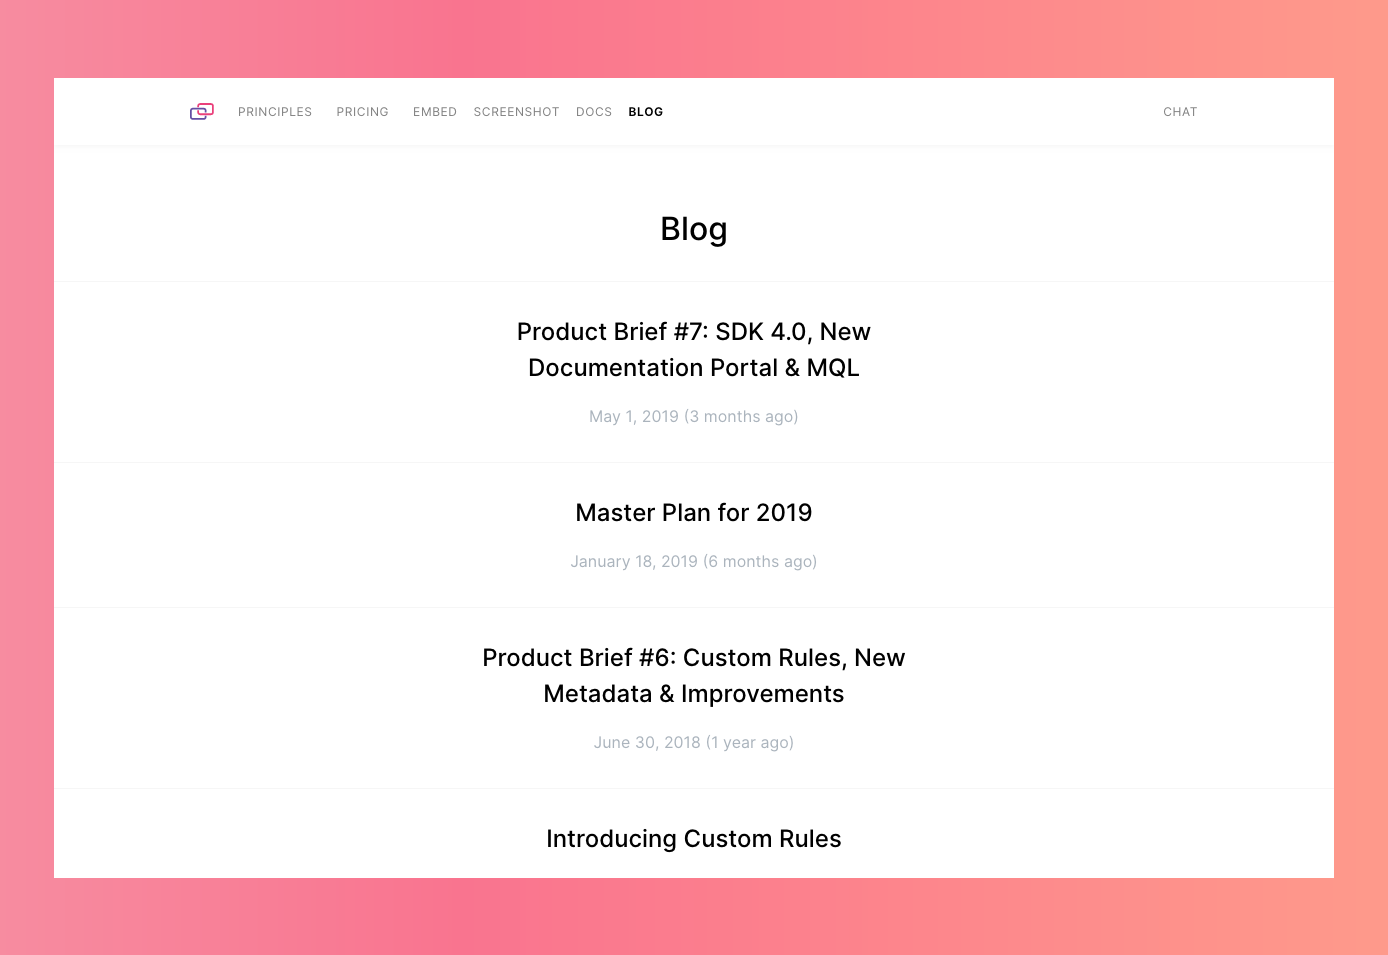 PRINCIPLES PRICING EMBED SCREENSHOT DOCS BLOG CHAT
Blog
Product Brief #7: SDK 4.0, New
Documentation Portal & MQL
May 1, 2019 (3 months ago)
Master Plan for 2019
January 18, 2019 (6 months ago)
Product Brief #6: Custom Rules, New
Metadata & Improvements
June 30, 2018 (1 year ago)
Introducing Custom Rules